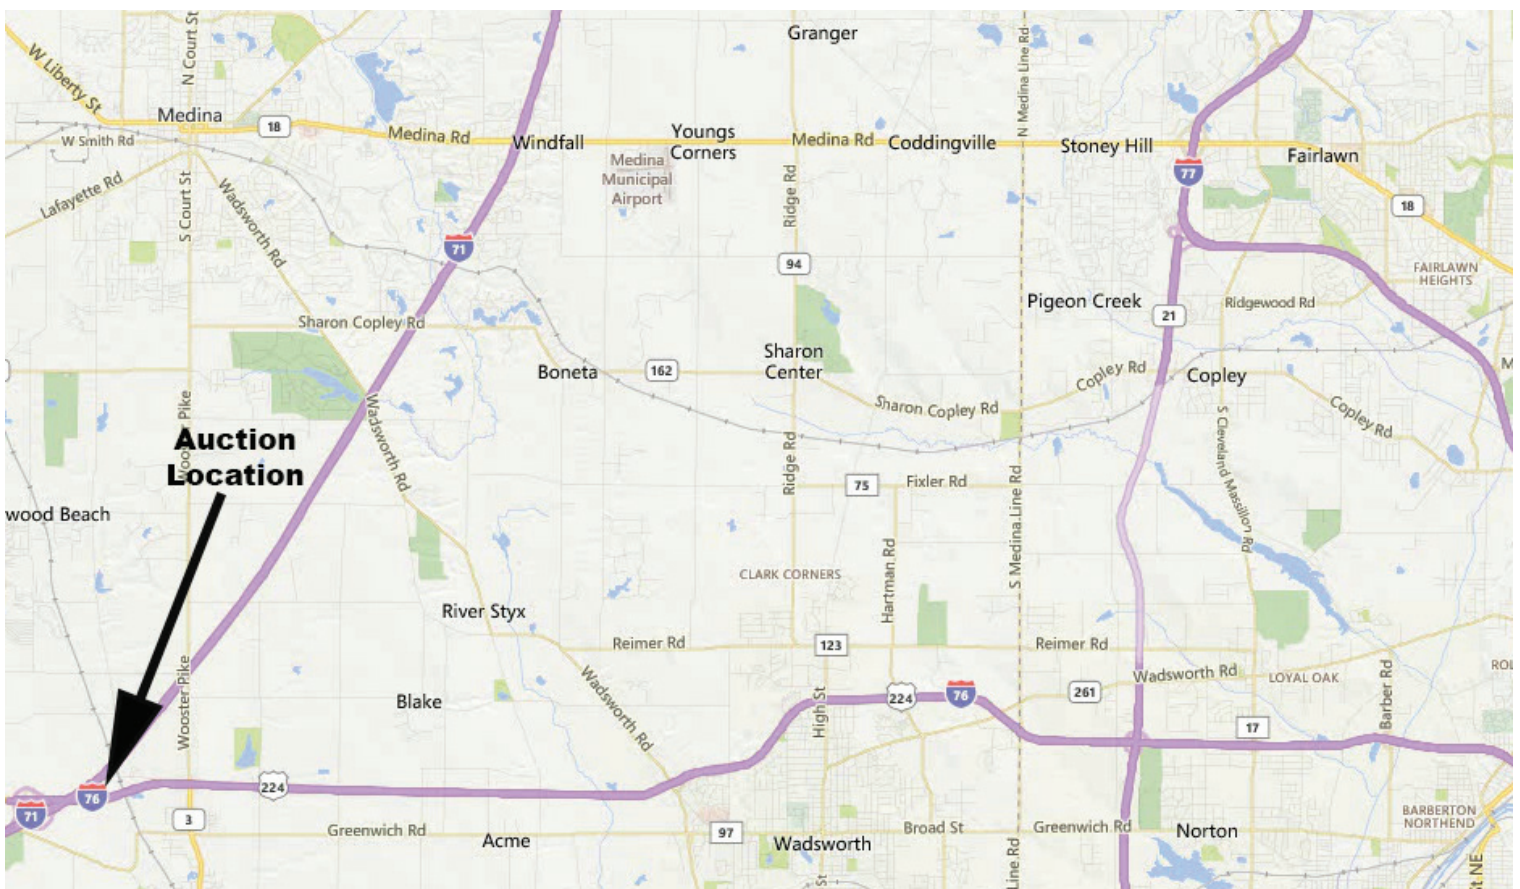 Granger
N Court St
W Liberty St
N Medina Line Rd
Medina
18
Medina Rd
Windfall
Youngs
Corners
Medina Rd
Coddingville
Stoney Hill
Fairlawn
W Smith Rd
Medina
Municipal
Airport
77
Lafayette Rd
S Court St
Wadsworth Rd
Ridge Rd
18
71
94
FAIRLAWN
HEIGHTS
Pigeon Creek
Ridgewood Rd
21
Sharon Copley Rd
Sharon
Center
Boneta
162
Copley Rd
Copley
Sharon Copley Rd
Copley Rd
Wadsworth Rd
Wooster Pike
Auction
Location
Ridge Rd
S Cleveland Massillon Rd
75
Fixler Rd
S Medina Line Rd
wood Beach
Hartman Rd
CLARK CORNERS
River Styx
Reimer Rd
123
Reimer Rd
Wooster Pike
Wadsworth Rd
Wadsworth Rd
LOYAL OAK
ROL
Blake
High St
224
76
261
Barber Rd
17
224
76
71
3
Greenwich Rd
Acme
97
Wadsworth
Broad St
Greenwich Rd
Norton
BARBERTON
NORTHEND
St
Line Rd
St NE
M